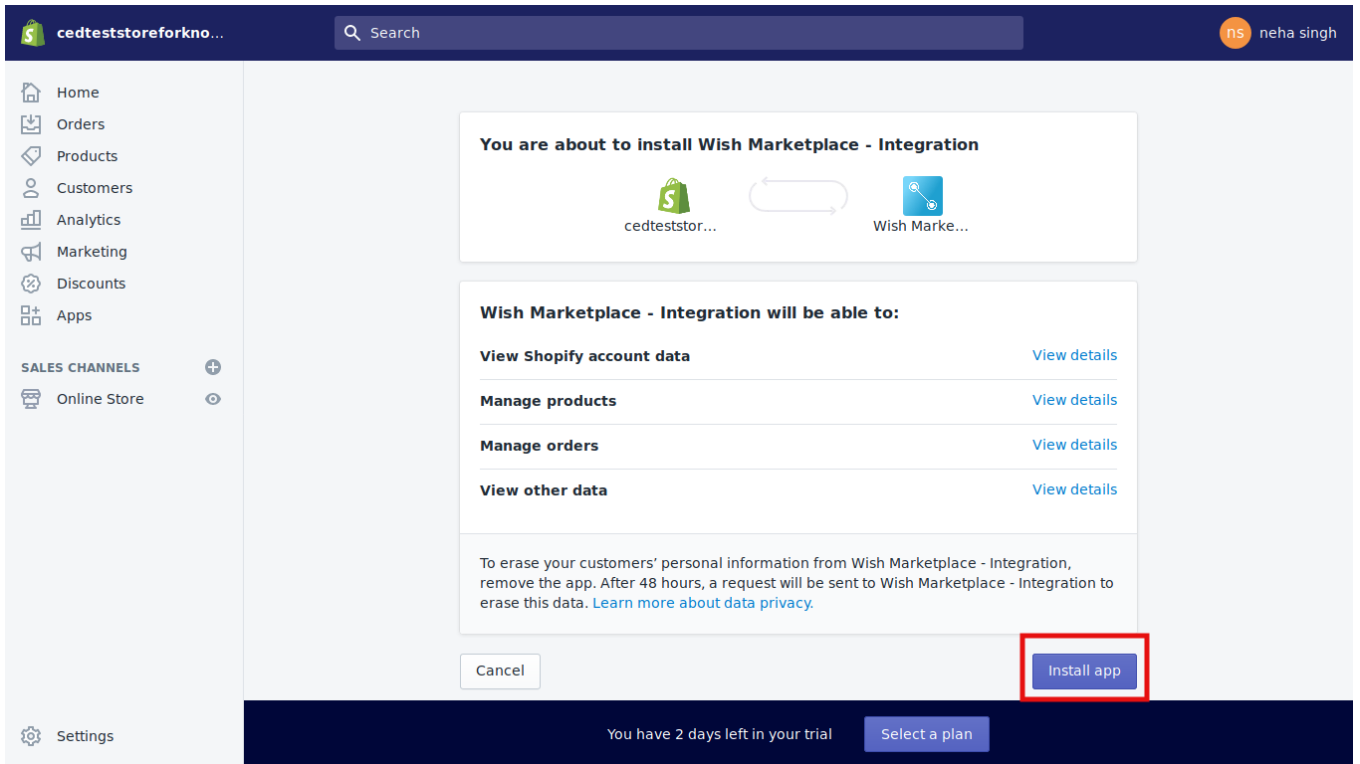 cedteststoreforkno...
Search
ns neha singh
Home
Orders
Products
Customers
Analytics
Marketing
Discounts
Apps
SALES CHANNELS
Online Store
Settings
You are about to install Wish Marketplace - Integration
cedteststor...
Wish Marke...
Wish Marketplace - Integration will be able to:
View Shopify account data View details
Manage products View details
Manage orders View details
View other data View details
To erase your customers’ personal information from Wish Marketplace - Integration,
remove the app. After 48 hours, a request will be sent to Wish Marketplace - Integration to
erase this data. Learn more about data privacy.
Cancel
Install app
You have 2 days left in your trial
Select a plan